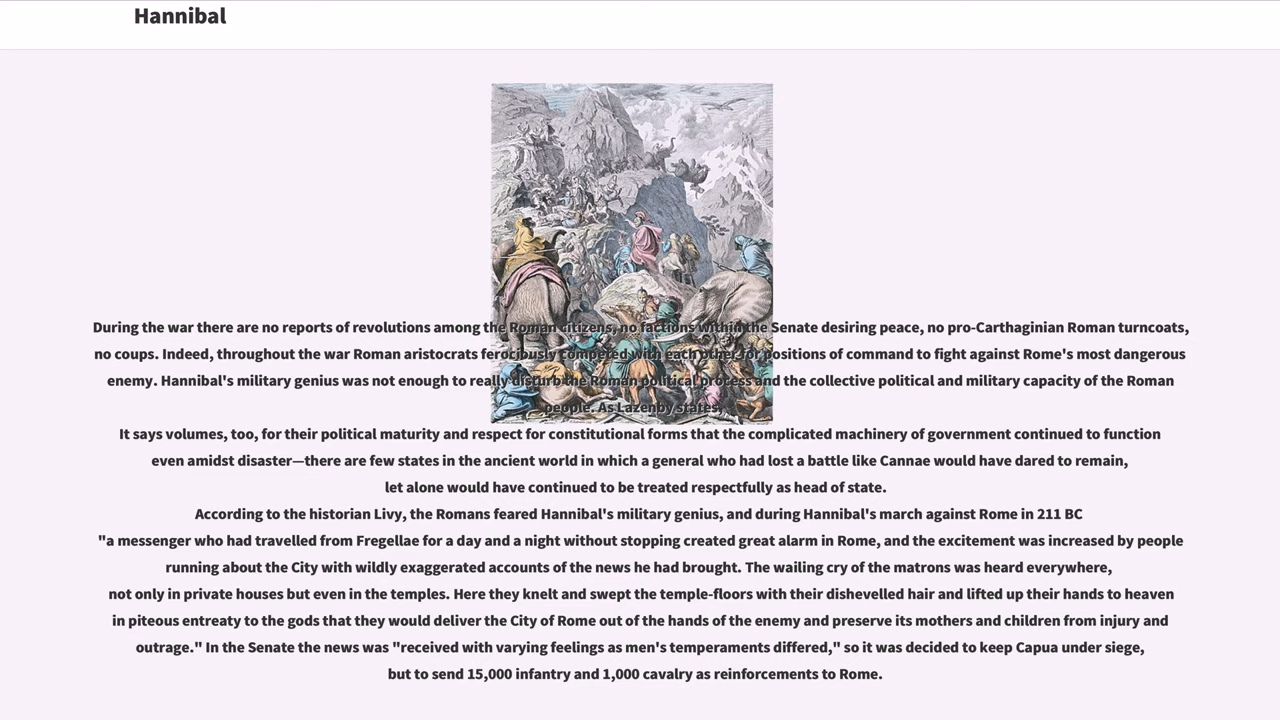 Hannibal
During the war there are no reports of revolutions among the Roman citizens, no factions within the Senate desiring peace, no pro-Carthaginian Roman turncoats,
no coups. Indeed, throughout the war Roman aristocrats ferociously competed with each other for positions of command to fight against Rome's most dangerous
enemy. Hannibal's military genius was not enough to really disturb the Roman political process and the collective political and military capacity of the Roman
people. As Lazenby states,
It says volumes, too, for their political maturity and respect for constitutional forms that the complicated machinery of government continued to function
even amidst disaster—there are few states in the ancient world in which a general who had lost a battle like Cannae would have dared to remain,
let alone would have continued to be treated respectfully as head of state.
According to the historian Livy, the Romans feared Hannibal's military genius, and during Hannibal's march against Rome in 211 BC
"a messenger who had travelled from Fregellae for a day and a night without stopping created great alarm in Rome, and the excitement was increased by people
running about the City with wildly exaggerated accounts of the news he had brought. The wailing cry of the matrons was heard everywhere,
not only in private houses but even in the temples. Here they knelt and swept the temple-floors with their dishevelled hair and lifted up their hands to heaven
in piteous entreaty to the gods that they would deliver the City of Rome out of the hands of the enemy and preserve its mothers and children from injury and
outrage." In the Senate the news was "received with varying feelings as men's temperaments differed," so it was decided to keep Capua under siege,
but to send 15,000 infantry and 1,000 cavalry as reinforcements to Rome.